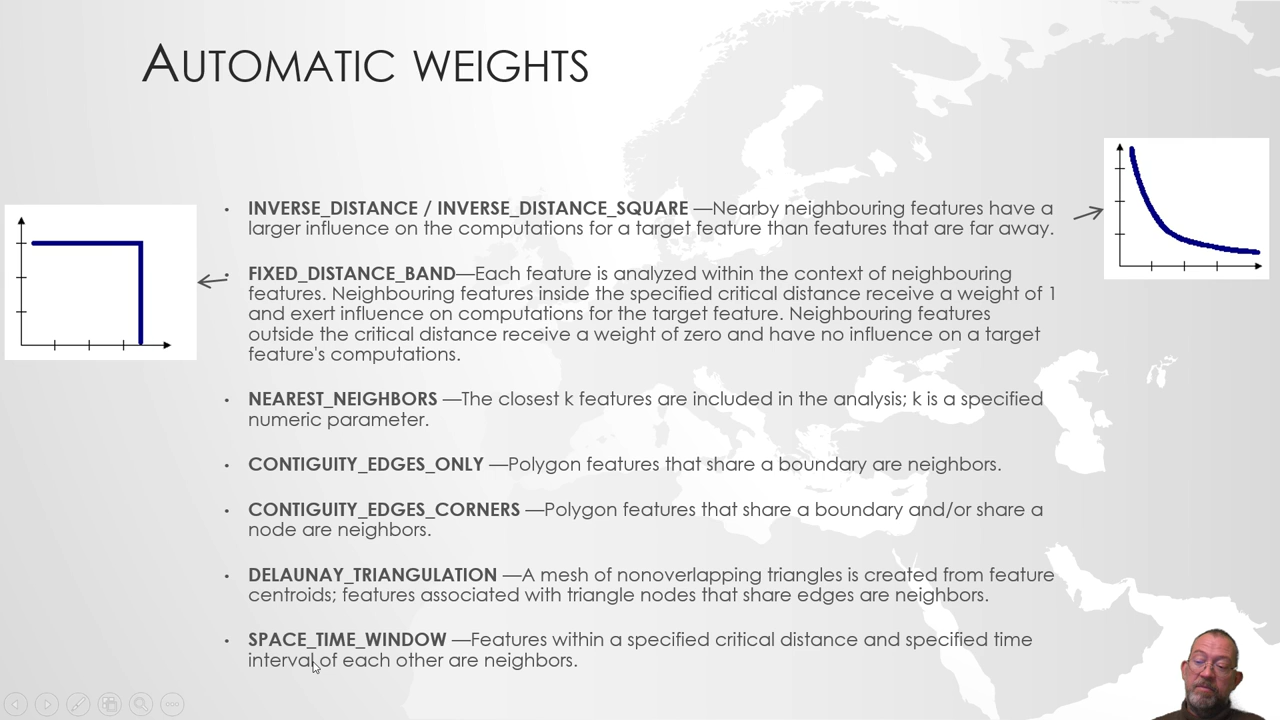 AUTOMATIC WEIGHTS
• INVERSE_DISTANCE / INVERSE_DISTANCE_SQUARE —Nearby neighbouring features have a
larger influence on the computations for a target feature than features that are far away.
• FIXED_DISTANCE_BAND—Each feature is analyzed within the context of neighbouring
features. Neighbouring features inside the specified critical distance receive a weight of 1
and exert influence on computations for the target feature. Neighbouring features
outside the critical distance receive a weight of zero and have no influence on a target
feature's computations.
• NEAREST_NEIGHBORS —The closest k features are included in the analysis; k is a specified
numeric parameter.
• CONTIGUITY_EDGES_ONLY —Polygon features that share a boundary are neighbors.
• CONTIGUITY_EDGES_CORNERS —Polygon features that share a boundary and/or share a
node are neighbors.
• DELAUNAY_TRIANGULATION —A mesh of nonoverlapping triangles is created from feature
centroids; features associated with triangle nodes that share edges are neighbors.
• SPACE_TIME_WINDOW —Features within a specified critical distance and specified time
interval of each other are neighbors.